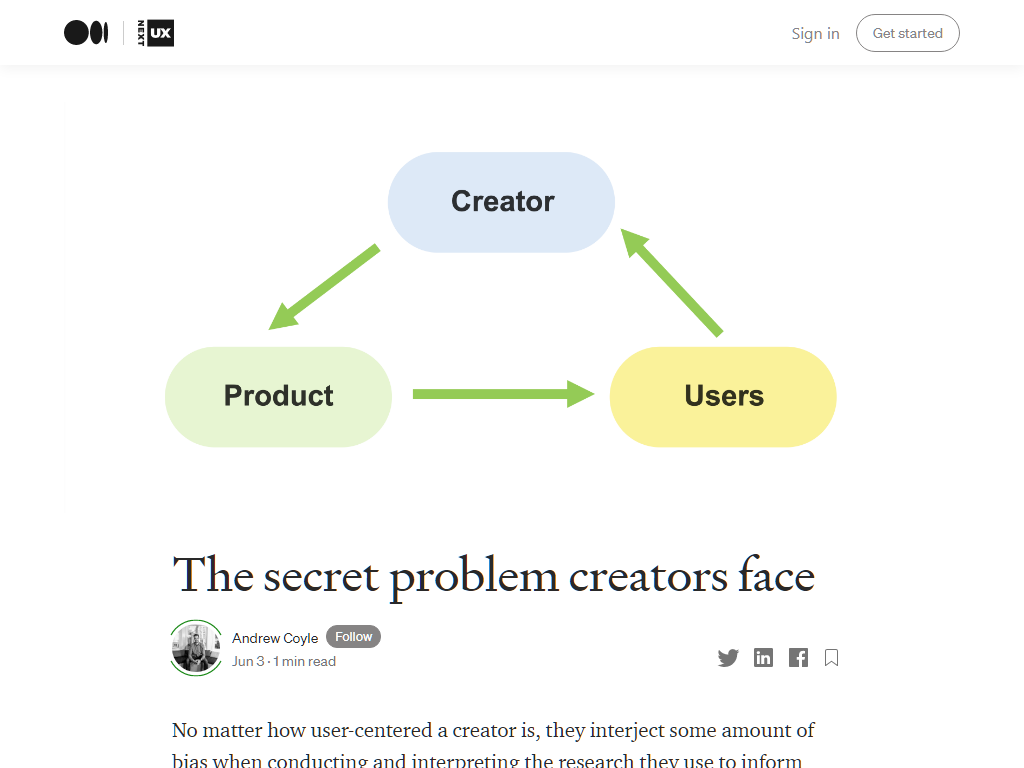 NEXT UX
Sign in
Get started
Creator
Product
Users
The secret problem creators face
Andrew Coyle
Follow
Jun 3 · 1 min read
No matter how user-centered a creator is, they interject some amount of
bias when conducting and interpreting the research they use to inform